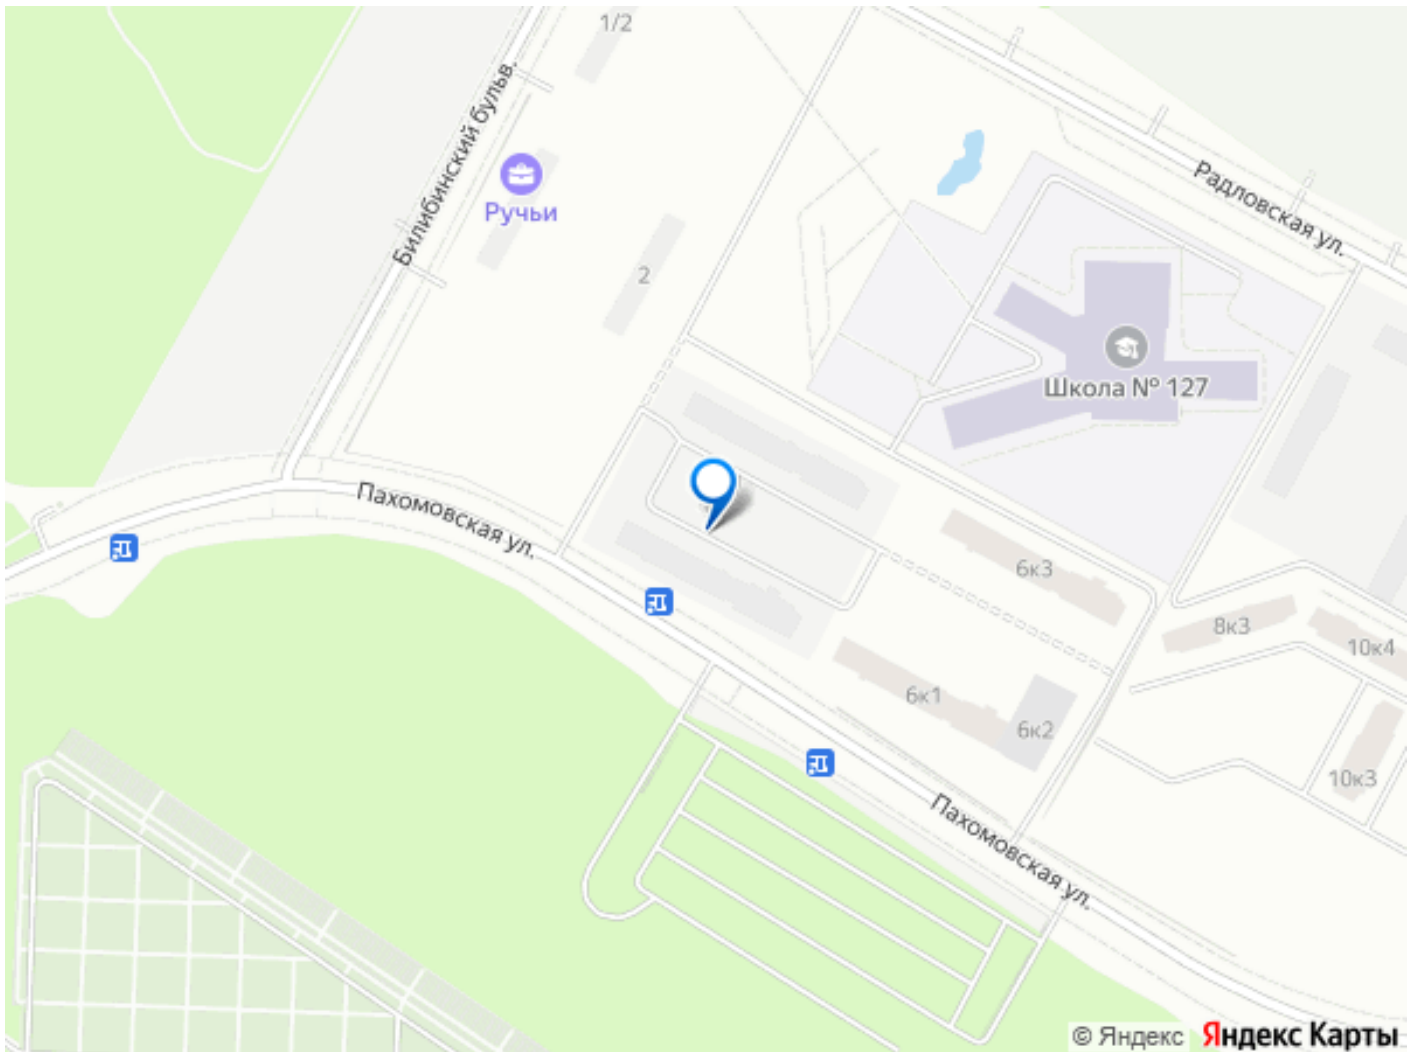 1/2
Билибинский бульв.
Ручьи
2
Радловская ул.
Школа № 127
Пахомовская ул.
6к3
8к3
10к4
6к1
6к2
10к3
Пахомовская ул.
© Яндекс Яндекс Карты